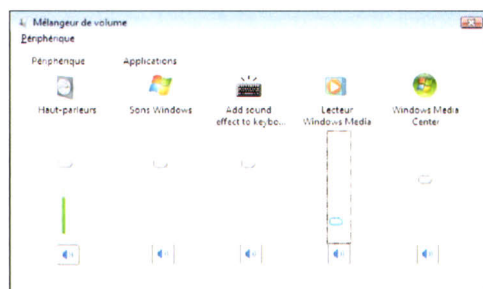 Mélangeur de volume
Périphérique
Périphérique Applications
Haut-parleurs
Sons Windows
Add sound
effect to keybo...
Lecteur
Windows Media
Windows Media
Center